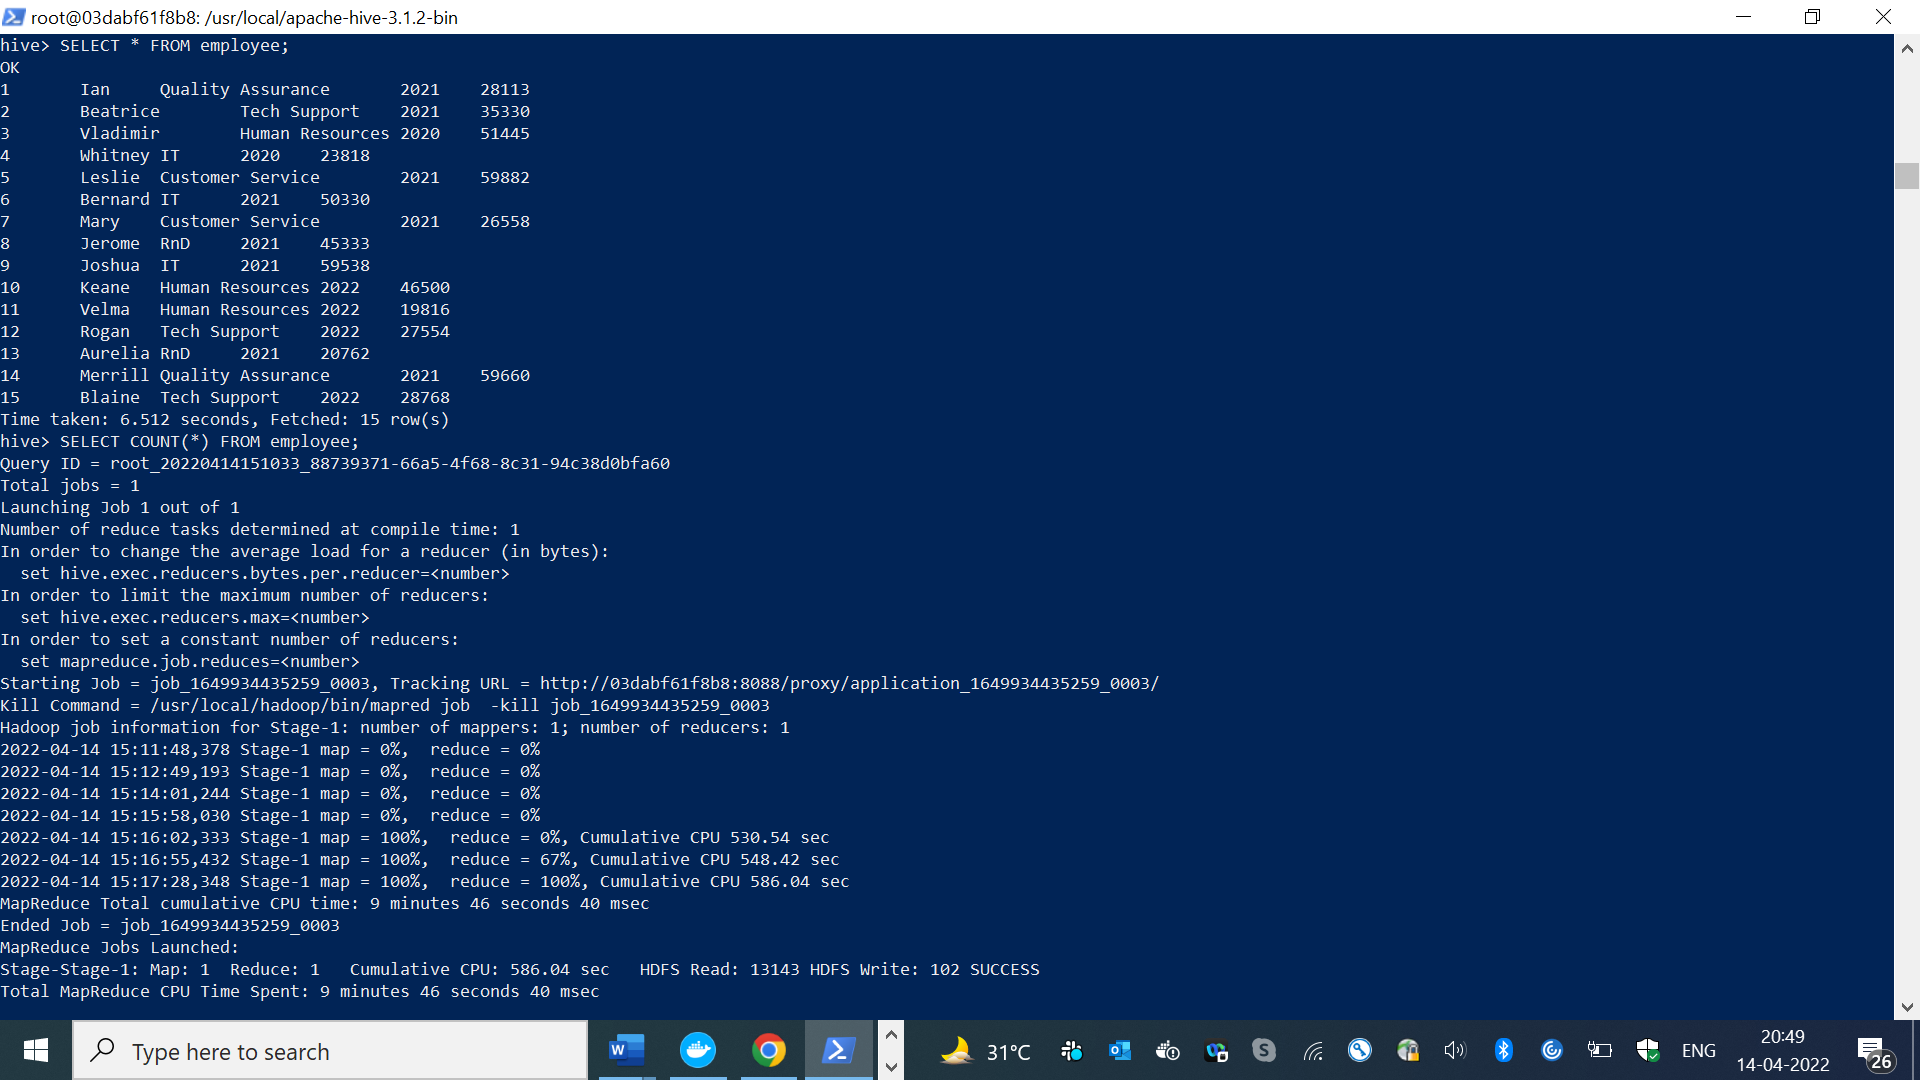 root@03dabf61f8b8: /usr/local/apache-hive-3.1.2-bin
hive> SELECT * FROM employee;
OK
1       Ian     Quality Assurance       2021    28113
2       Beatrice        Tech Support    2021    35330
3       Vladimir        Human Resources 2020    51445
4       Whitney IT      2020    23818
5       Leslie  Customer Service        2021    59882
6       Bernard IT      2021    50330
7       Mary    Customer Service        2021    26558
8       Jerome  RnD     2021    45333
9       Joshua  IT      2021    59538
10      Keane   Human Resources 2022    46500
11      Velma   Human Resources 2022    19816
12      Rogan   Tech Support    2022    27554
13      Aurelia RnD     2021    20762
14      Merrill Quality Assurance       2021    59660
15      Blaine  Tech Support    2022    28768
Time taken: 6.512 seconds, Fetched: 15 row(s)
hive> SELECT COUNT(*) FROM employee;
Query ID = root_20220414151033_88739371-66a5-4f68-8c31-94c38d0bfa60
Total jobs = 1
Launching Job 1 out of 1
Number of reduce tasks determined at compile time: 1
In order to change the average load for a reducer (in bytes):
  set hive.exec.reducers.bytes.per.reducer=<number>
In order to limit the maximum number of reducers:
  set hive.exec.reducers.max=<number>
In order to set a constant number of reducers:
  set mapreduce.job.reduces=<number>
Starting Job = job_1649934435259_0003, Tracking URL = http://03dabf61f8b8:8088/proxy/application_1649934435259_0003/
Kill Command = /usr/local/hadoop/bin/mapred job  -kill job_1649934435259_0003
Hadoop job information for Stage-1: number of mappers: 1; number of reducers: 1
2022-04-14 15:11:48,378 Stage-1 map = 0%,  reduce = 0%
2022-04-14 15:12:49,193 Stage-1 map = 0%,  reduce = 0%
2022-04-14 15:14:01,244 Stage-1 map = 0%,  reduce = 0%
2022-04-14 15:15:58,030 Stage-1 map = 0%,  reduce = 0%
2022-04-14 15:16:02,333 Stage-1 map = 100%,  reduce = 0%, Cumulative CPU 530.54 sec
2022-04-14 15:16:55,432 Stage-1 map = 100%,  reduce = 67%, Cumulative CPU 548.42 sec
2022-04-14 15:17:28,348 Stage-1 map = 100%,  reduce = 100%, Cumulative CPU 586.04 sec
MapReduce Total cumulative CPU time: 9 minutes 46 seconds 40 msec
Ended Job = job_1649934435259_0003
MapReduce Jobs Launched:
Stage-Stage-1: Map: 1  Reduce: 1   Cumulative CPU: 586.04 sec   HDFS Read: 13143 HDFS Write: 102 SUCCESS
Total MapReduce CPU Time Spent: 9 minutes 46 seconds 40 msec
Type here to search
31°C
ENG
20:49
14-04-2022
26